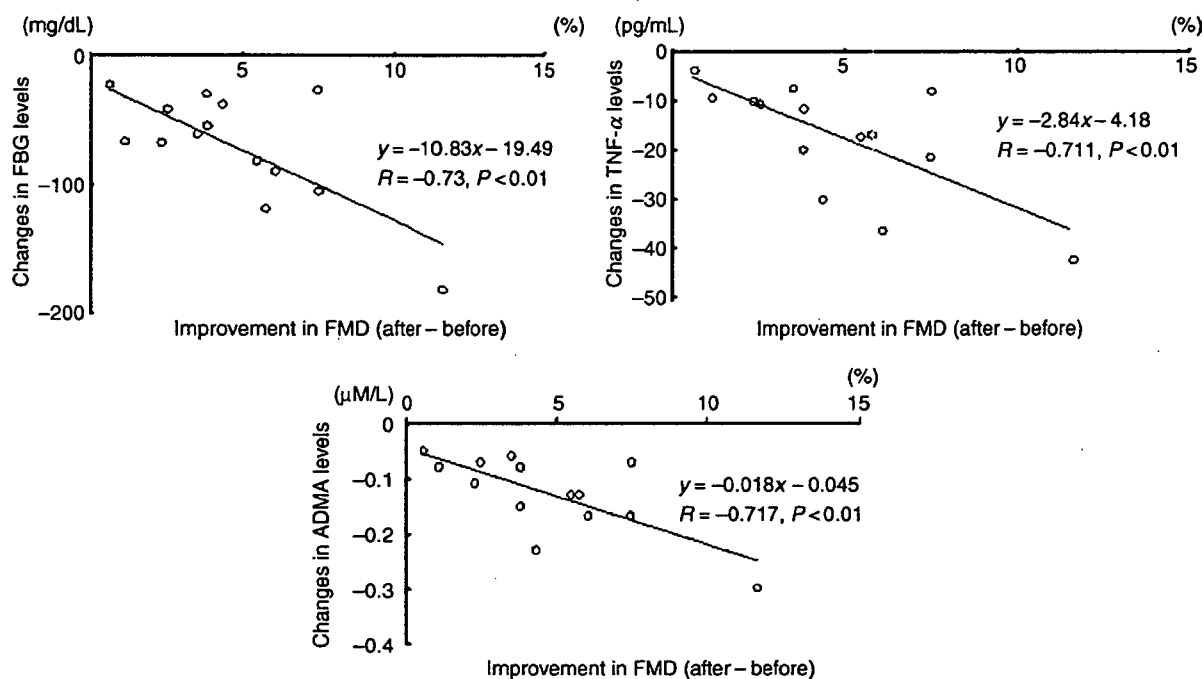 (mg/dL) (%)
0 5 10 15
−100
−200
Changes in FBG levels
y = −10.83x − 19.49
R = −0.73, P < 0.01
Improvement in FMD (after – before)
(pg/mL) (%)
0 5 10 15
−10
−20
−30
−40
−50
Changes in TNF-α levels
y = −2.84x − 4.18
R = −0.711, P < 0.01
Improvement in FMD (after – before)
(μM/L) (%)
0 5 10 15
0
−0.1
−0.2
−0.3
−0.4
Changes in ADMA levels
y = −0.018x − 0.045
R = −0.717, P < 0.01
Improvement in FMD (after – before)